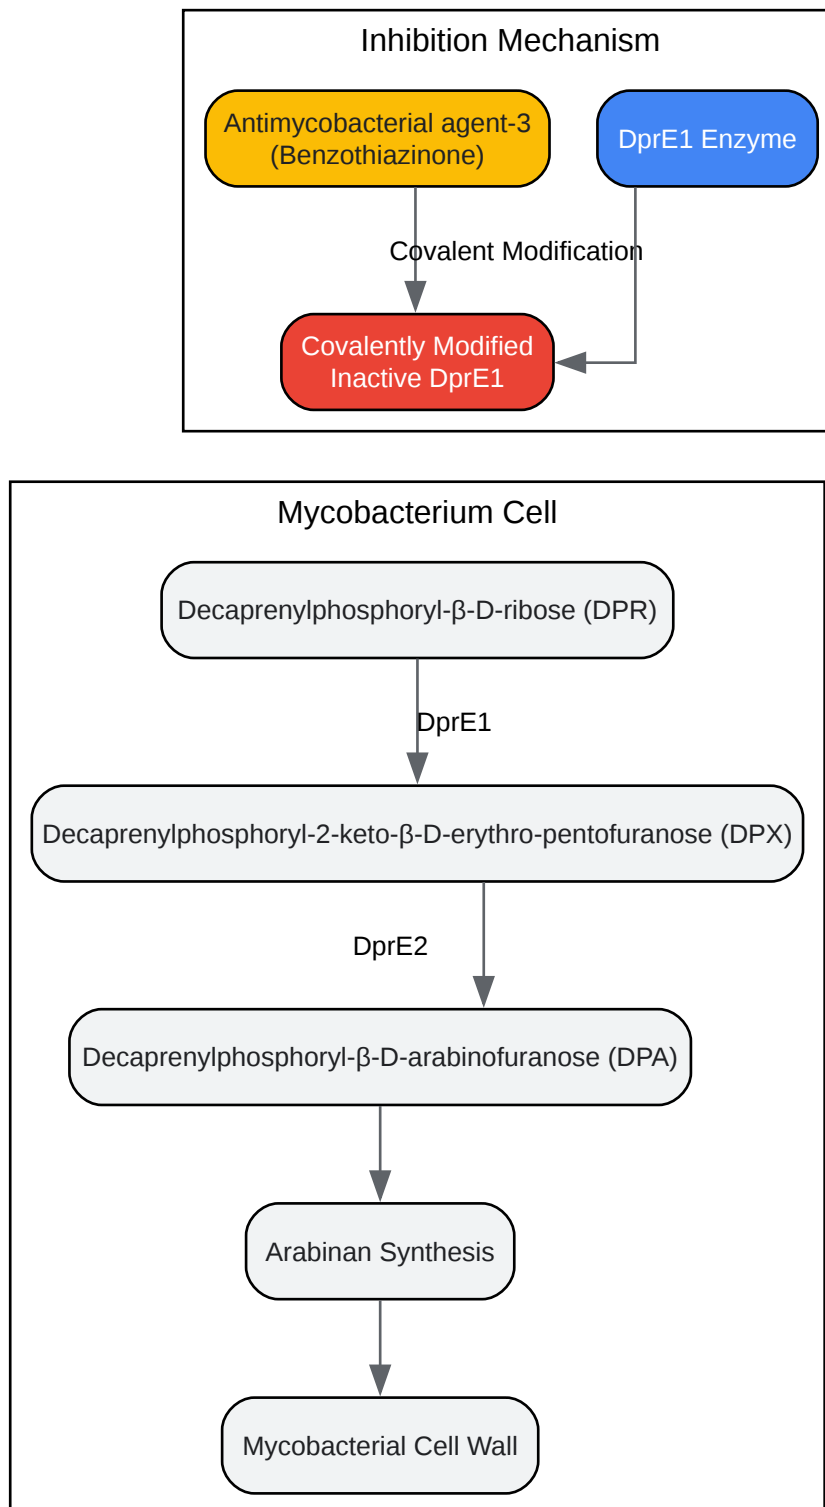 Inhibition Mechanism
Antimycobacterial agent-3
(Benzothiazinone)
DprE1 Enzyme
Covalent Modification
Covalently Modified
Inactive DprE1
Mycobacterium Cell
Decaprenylphosphoryl-β-D-ribose (DPR)
DprE1
Decaprenylphosphoryl-2-keto-β-D-erythro-pentofuranose (DPX)
DprE2
Decaprenylphosphoryl-β-D-arabinofuranose (DPA)
Arabinan Synthesis
Mycobacterial Cell Wall